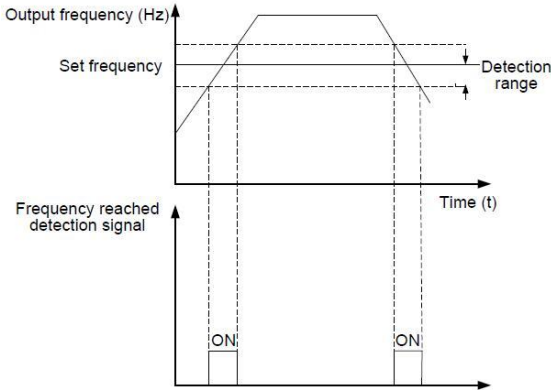 Output frequency (Hz)
Set frequency
Detection
range
Time (t)
Frequency reached
detection signal
ON
ON